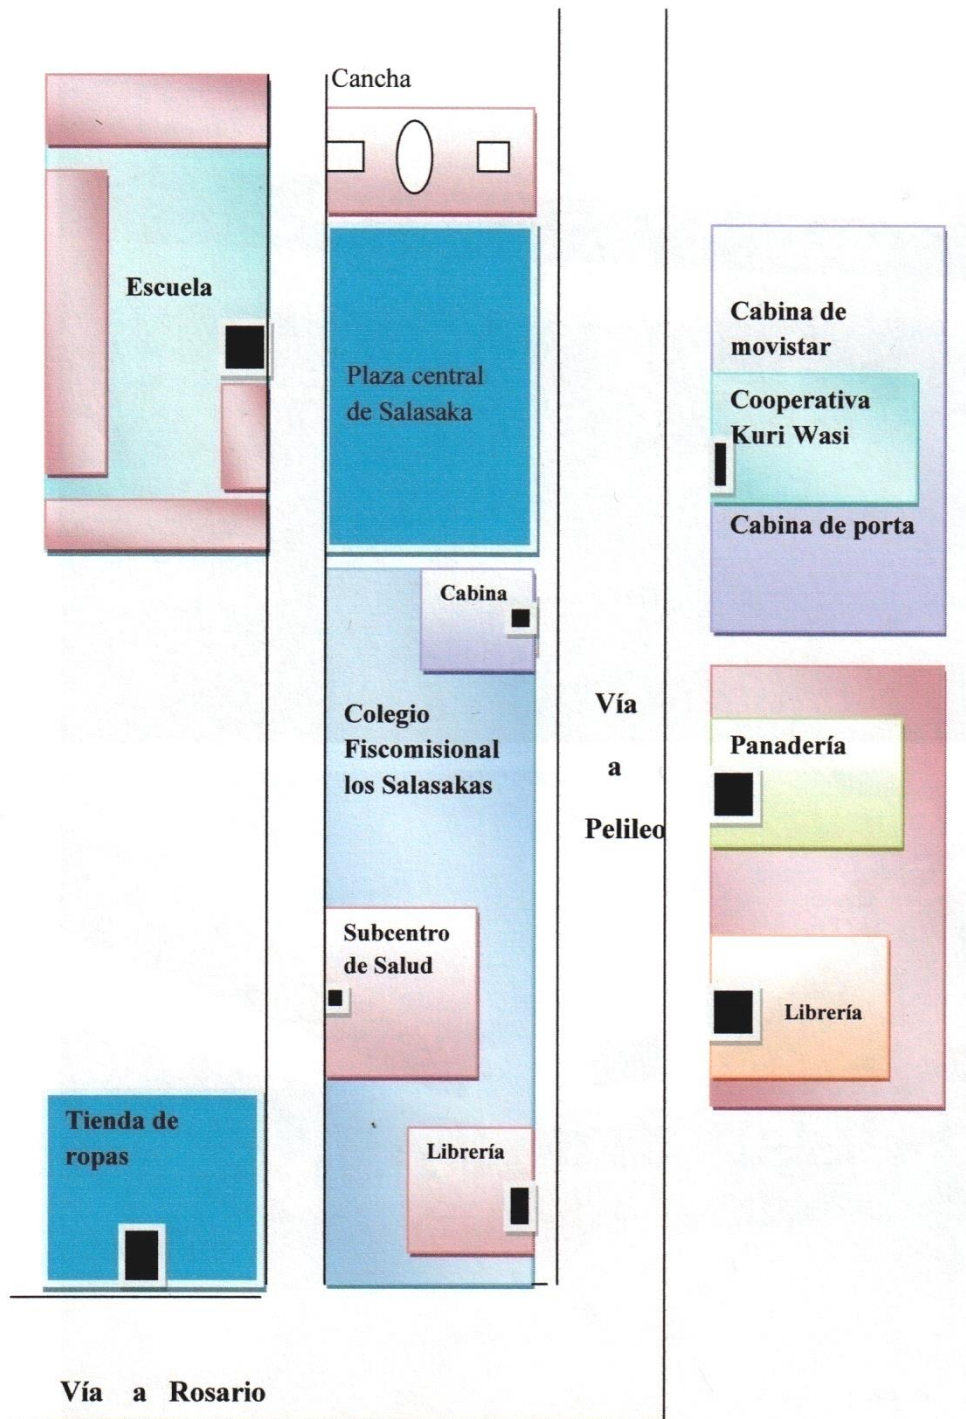 Cancha
Escuela
Plaza central
de Salasaka
Cabina de
movistar
Cooperativa
Kuri Wasi
Cabina de porta
Cabina
Colegio
Fiscomisional
los Salasakas
Vía
a
Pelileo
Panadería
Subcentro
de Salud
Librería
Tienda de
ropas
Librería
Vía a Rosario